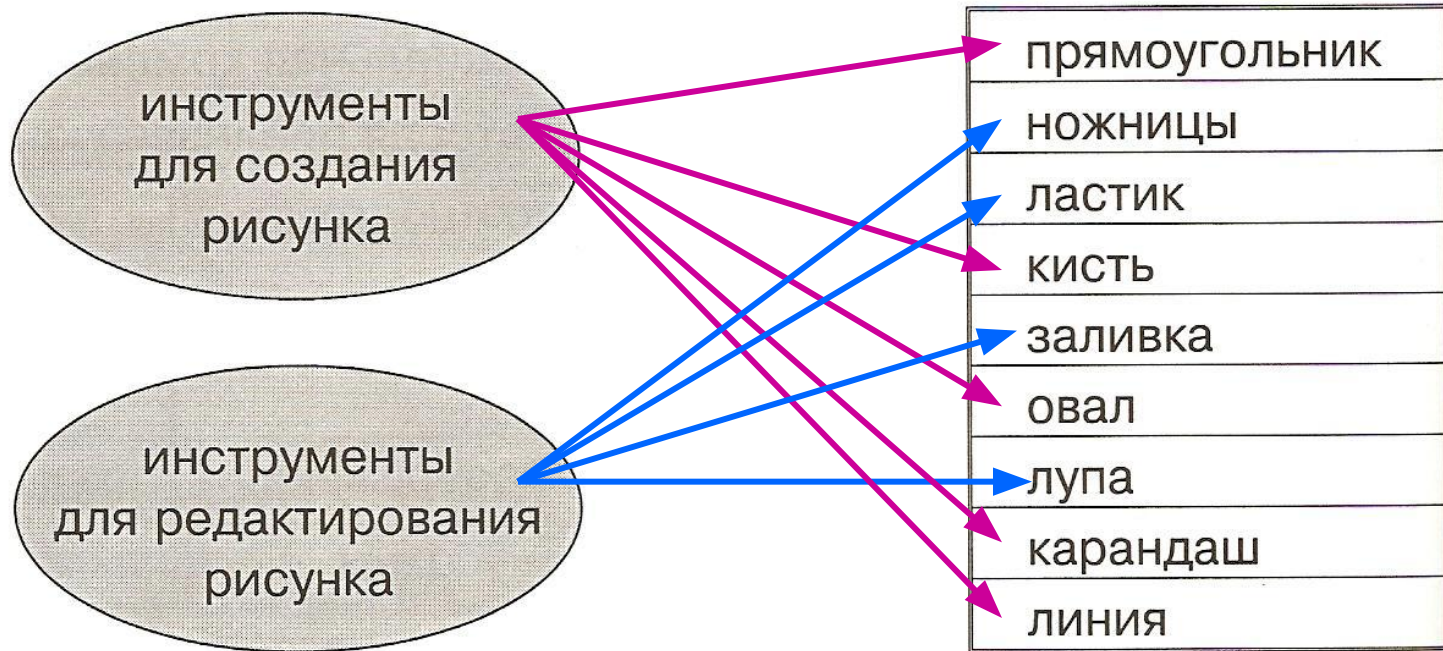 инструменты
для создания
рисунка
инструменты
для редактирования
рисунка
прямоугольник
ножницы
ластик
кисть
заливка
овал
лупа
карандаш
линия